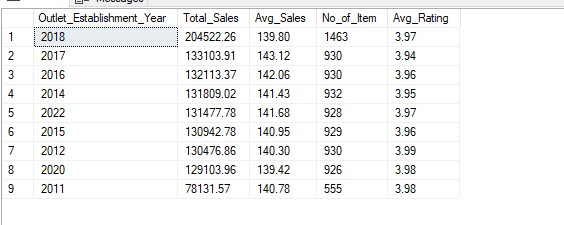 Outlet_Establishment_Year Total_Sales Avg_Sales No_of_Item Avg_Rating
1 2018 204522.26 139.80 1463 3.97
2 2017 133103.91 143.12 930 3.94
3 2016 132113.37 142.06 930 3.96
4 2014 131809.02 141.43 932 3.95
5 2022 131477.78 141.68 928 3.97
6 2015 130942.78 140.95 929 3.96
7 2012 130476.86 140.30 930 3.99
8 2020 129103.96 139.42 926 3.98
9 2011 78131.57 140.78 555 3.98